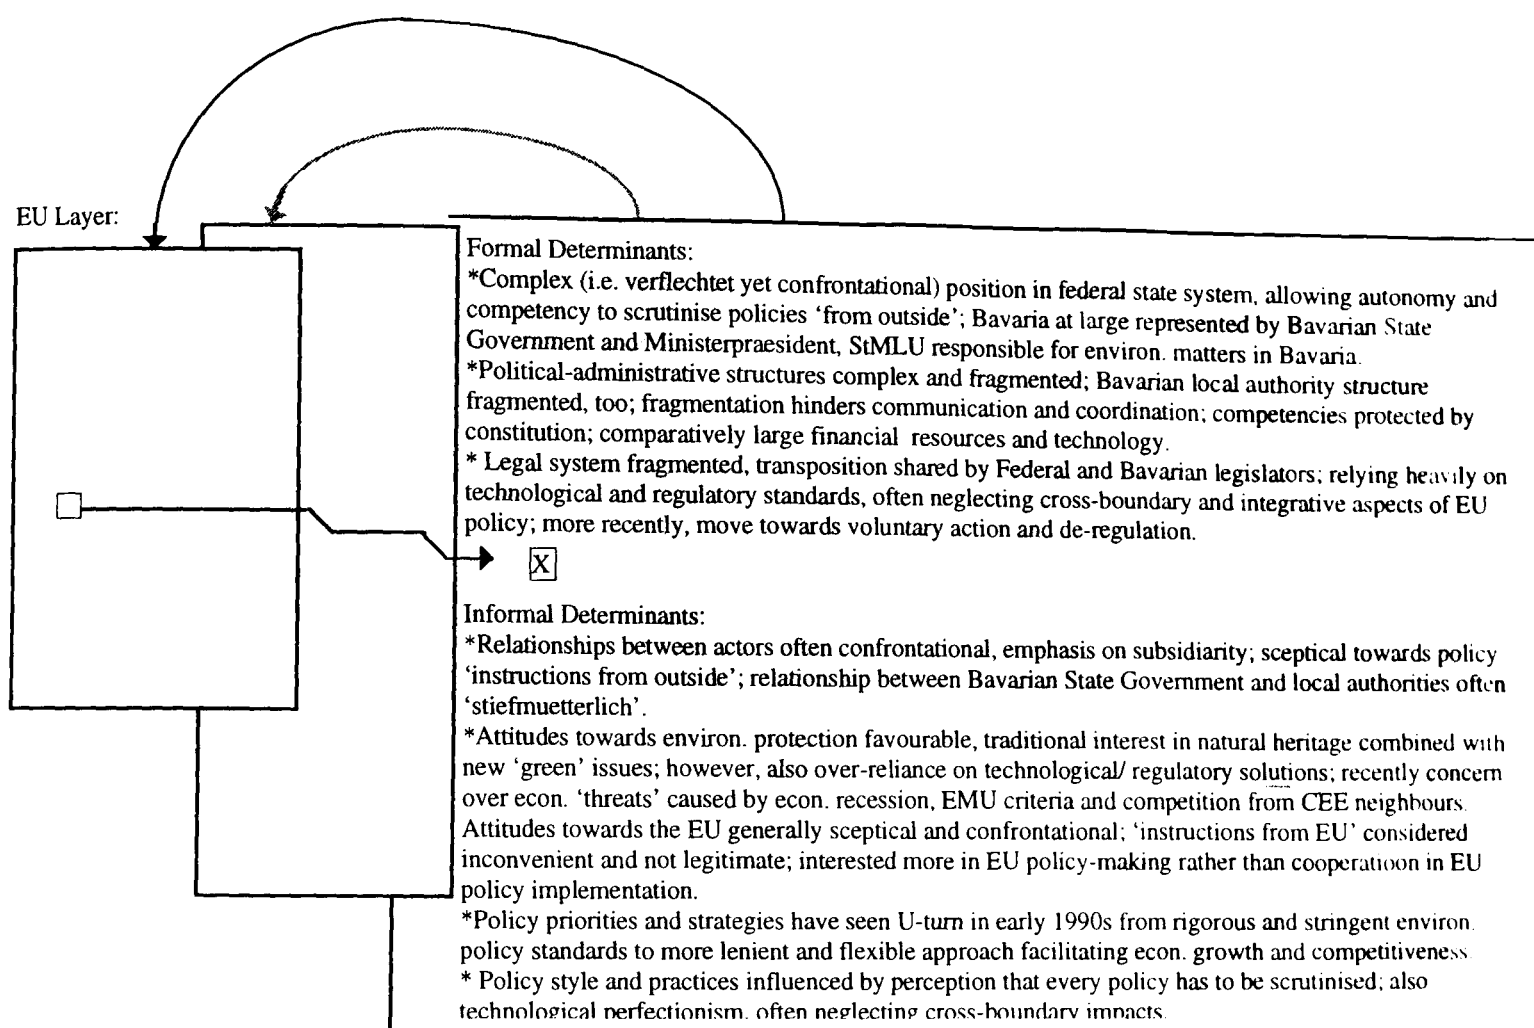 EU Layer:
Formal Determinants:
*Complex (i.e. verflechtet yet confrontational) position in federal state system, allowing autonomy and
competency to scrutinise policies ‘from outside’; Bavaria at large represented by Bavarian State
Government and Ministerpraesident, StMLU responsible for environ. matters in Bavaria.
*Political-administrative structures complex and fragmented; Bavarian local authority structure
fragmented, too; fragmentation hinders communication and coordination; competencies protected by
constitution; comparatively large financial resources and technology.
* Legal system fragmented, transposition shared by Federal and Bavarian legislators; relying heavily on
technological and regulatory standards, often neglecting cross-boundary and integrative aspects of EU
policy; more recently, move towards voluntary action and de-regulation.
X
Informal Determinants:
*Relationships between actors often confrontational, emphasis on subsidiarity; sceptical towards policy
‘instructions from outside’; relationship between Bavarian State Government and local authorities often
‘stiefmuetterlich’.
*Attitudes towards environ. protection favourable, traditional interest in natural heritage combined with
new ‘green’ issues; however, also over-reliance on technological/ regulatory solutions; recently concern
over econ. ‘threats’ caused by econ. recession, EMU criteria and competition from CEE neighbours.
Attitudes towards the EU generally sceptical and confrontational; ‘instructions from EU’ considered
inconvenient and not legitimate; interested more in EU policy-making rather than cooperatioon in EU
policy implementation.
*Policy priorities and strategies have seen U-turn in early 1990s from rigorous and stringent environ.
policy standards to more lenient and flexible approach facilitating econ. growth and competitiveness.
* Policy style and practices influenced by perception that every policy has to be scrutinised; also
technological perfectionism, often neglecting cross-boundary impacts.